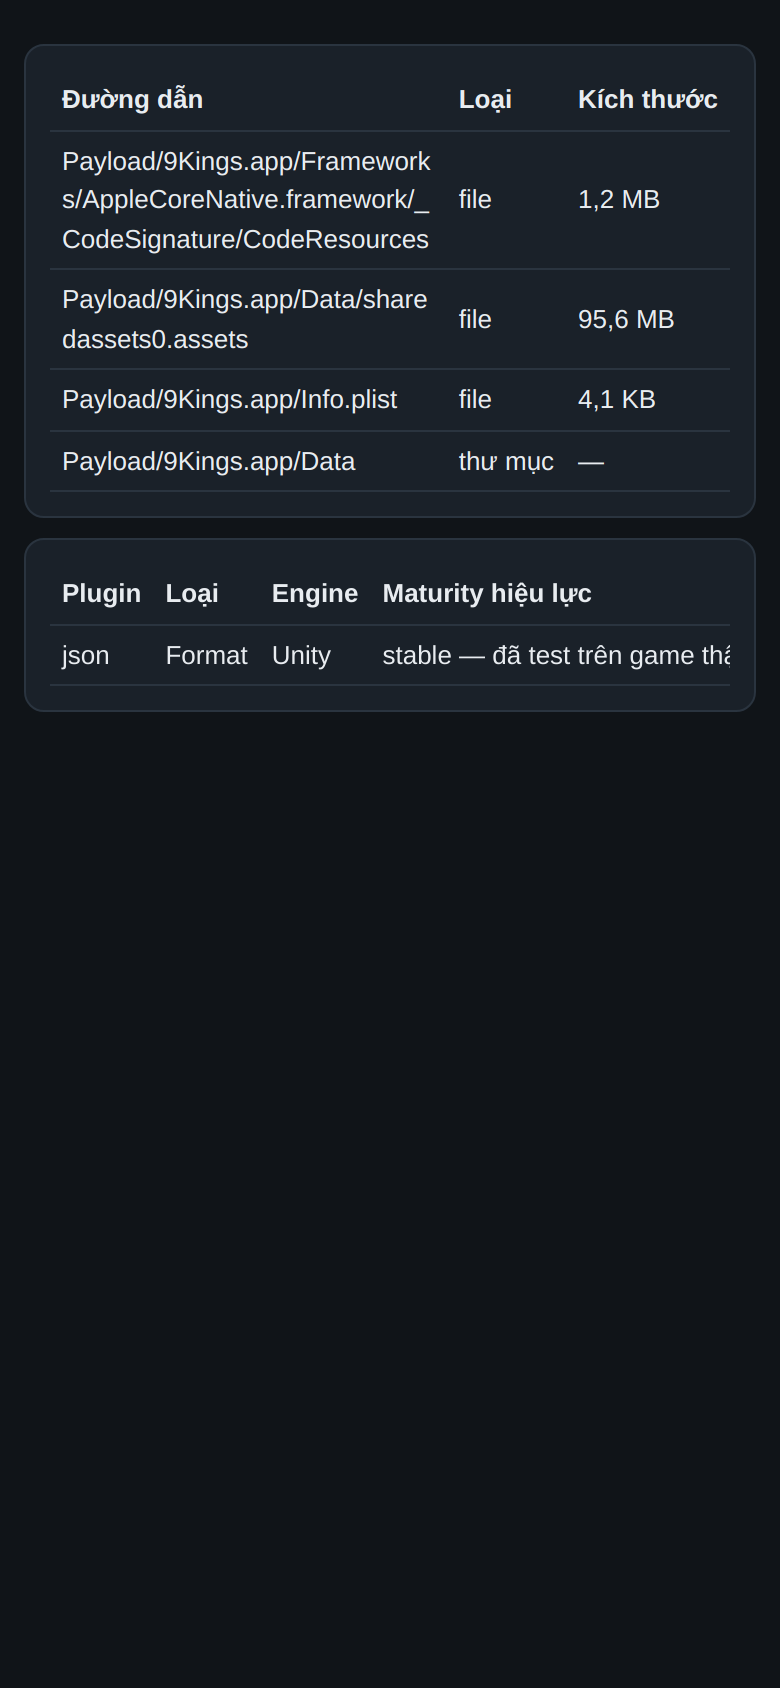 Đường dẫn Loại Kích thước
Payload/9Kings.app/Framework
s/AppleCoreNative.framework/_
CodeSignature/CodeResources
file 1,2 MB
Payload/9Kings.app/Data/share
dassets0.assets
file 95,6 MB
Payload/9Kings.app/Info.plist file 4,1 KB
Payload/9Kings.app/Data thư mục —
Plugin Loại Engine Maturity hiệu lực
json Format Unity stable — đã test trên game